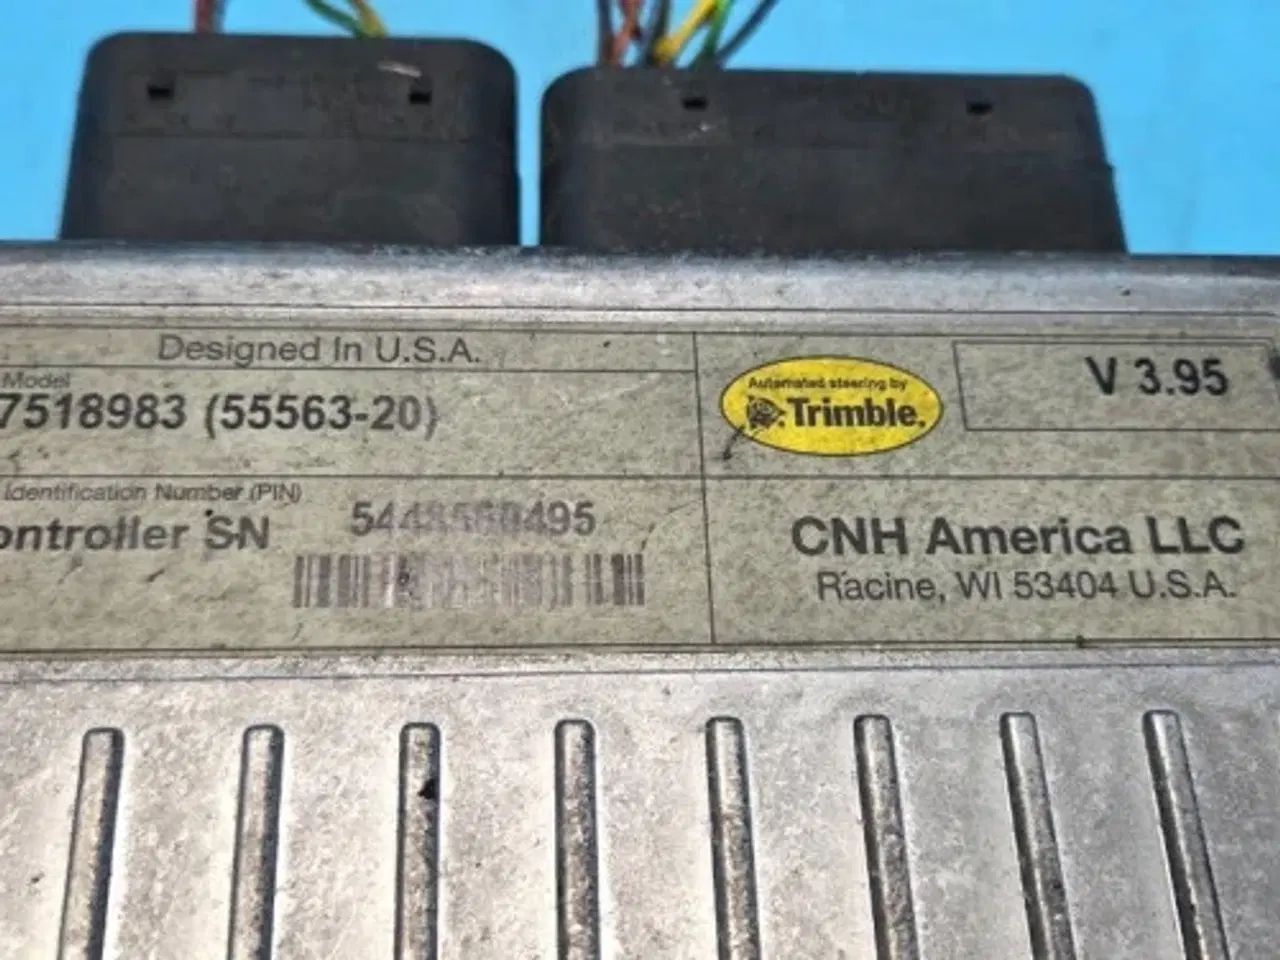 Designed In U.S.A.
Model
7518983 (55563-20)
Automated steering by
Trimble.
V 3.95
Identification Number (PIN)
ontroller SN
CNH America LLC
Racine, WI 53404 U.S.A.